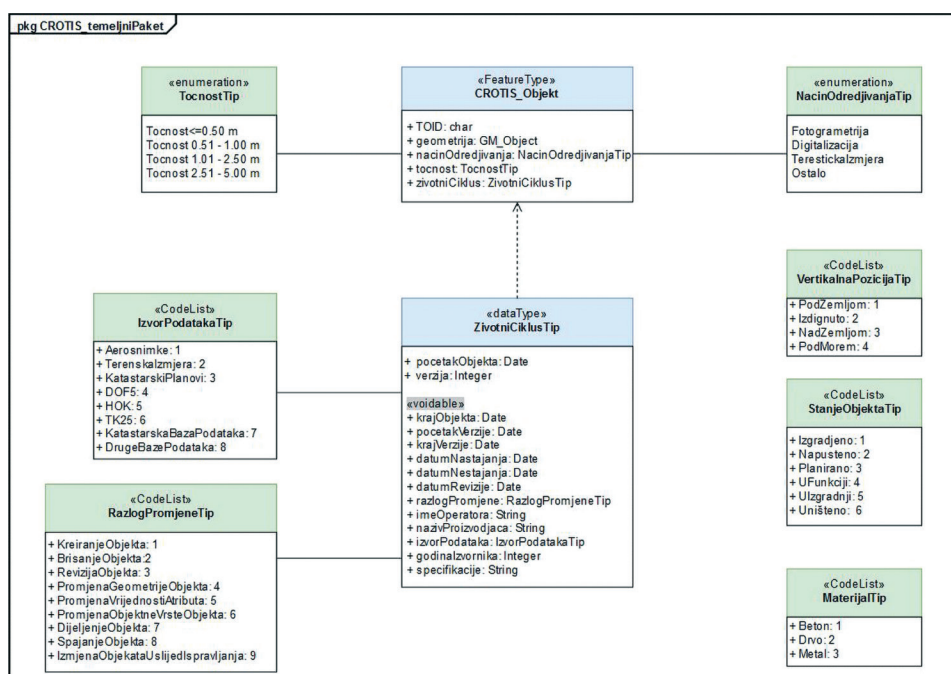 pkg CROTIS_temeljniPaket
«enumeration»
TocnostTip
Tocnost<=0.50 m
Tocnost 0.51 - 1.00 m
Tocnost 1.01 - 2.50 m
Tocnost 2.51 - 5.00 m
«FeatureType»
CROTIS_Objekt
+ TOID: char
+ geometrija: GM_Object
+ nacinOdredjivanja: NacinOdredjivanjaTip
+ tocnost: TocnostTip
+ zivotniCiklus: ZivotniCiklusTip
«enumeration»
NacinOdredjivanjaTip
Fotogrametrija
Digitalizacija
TerestickaIzmjera
Ostalo
«CodeList»
IzvorPodatakaTip
+ Aerosnimke: 1
+ TerenskaIzmjera: 2
+ KatastarskiPlanovi: 3
+ DOF5: 4
+ HOK: 5
+ TK25: 6
+ KatastarskaBazaPodataka: 7
+ DrugeBazePodataka: 8
«dataType»
ZivotniCiklusTip
+ pocetakObjekta: Date
+ verzija: Integer
«voidable»
+ krajObjekta: Date
+ pocetakVerzije: Date
+ krajVerzije: Date
+ datumNastajanja: Date
+ datumNestajanja: Date
+ datumRevizije: Date
+ razlogPromjene: RazlogPromjeneTip
+ imeOperatora: String
+ nazivProizvodjaca: String
+ izvorPodataka: IzvorPodatakaTip
+ godinaIzvornika: Integer
+ specifikacije: String
«CodeList»
VertikalnaPozicijaTip
+ PodZemljom: 1
+ Izdignuto: 2
+ NadZemljom: 3
+ PodMorem: 4
«CodeList»
StanjeObjektaTip
+ Izgradjeno: 1
+ Napusteno: 2
+ Planirano: 3
+ UFunkciji: 4
+ UIzgradnji: 5
+ Uništeno: 6
«CodeList»
RazlogPromjeneTip
+ KreiranjeObjekta: 1
+ BrisanjeObjekta:2
+ RevizijaObjekta: 3
+ PromjenaGeometrijeObjekta: 4
+ PromjenaVrijednostiAtributa: 5
+ PromjenaObjektneVrsteObjekta: 6
+ DijeljenjeObjekta: 7
+ SpajanjeObjekta: 8
+ IzmjenaObjekataUslijedIspravljanja: 9
«CodeList»
MaterijalTip
+ Beton: 1
+ Drvo: 2
+ Metal: 3